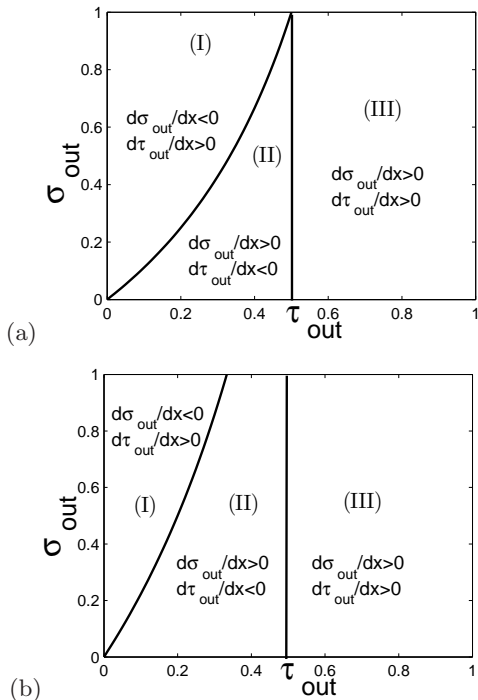 1
(I)
0.8
(III)
dσout/dx<0
dτout/dx>0
0.6
(II)
σout
dσout/dx>0
dτout/dx>0
0.4
0.2
dσout/dx>0
dτout/dx<0
0
0 0.2 0.4 0.6 0.8 1
τout
(a)
1
dσout/dx<0
dτout/dx>0
0.8
0.6
(I) (II) (III)
σout
0.4
dσout/dx>0 dσout/dx>0
dτout/dx<0 dτout/dx>0
0.2
0
0 0.2 0.4 0.6 0.8 1
τout
(b)